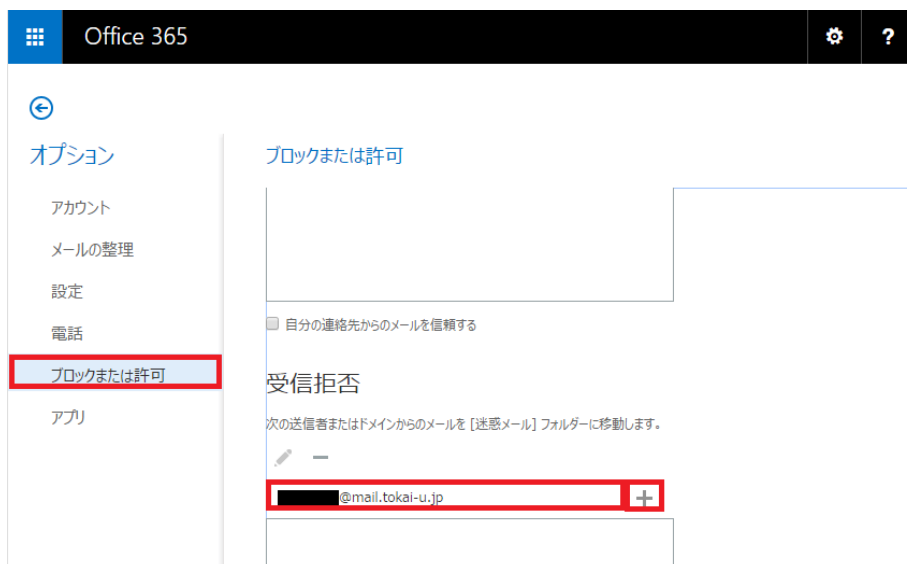 Office 365
?
オプション
ブロックまたは許可
アカウント
メールの整理
設定
電話
ブロックまたは許可
アプリ
自分の連絡先からのメールを信頼する
受信拒否
次の送信者またはドメインからのメールを [迷惑メール] フォルダーに移動します。
@mail.tokai-u.jp